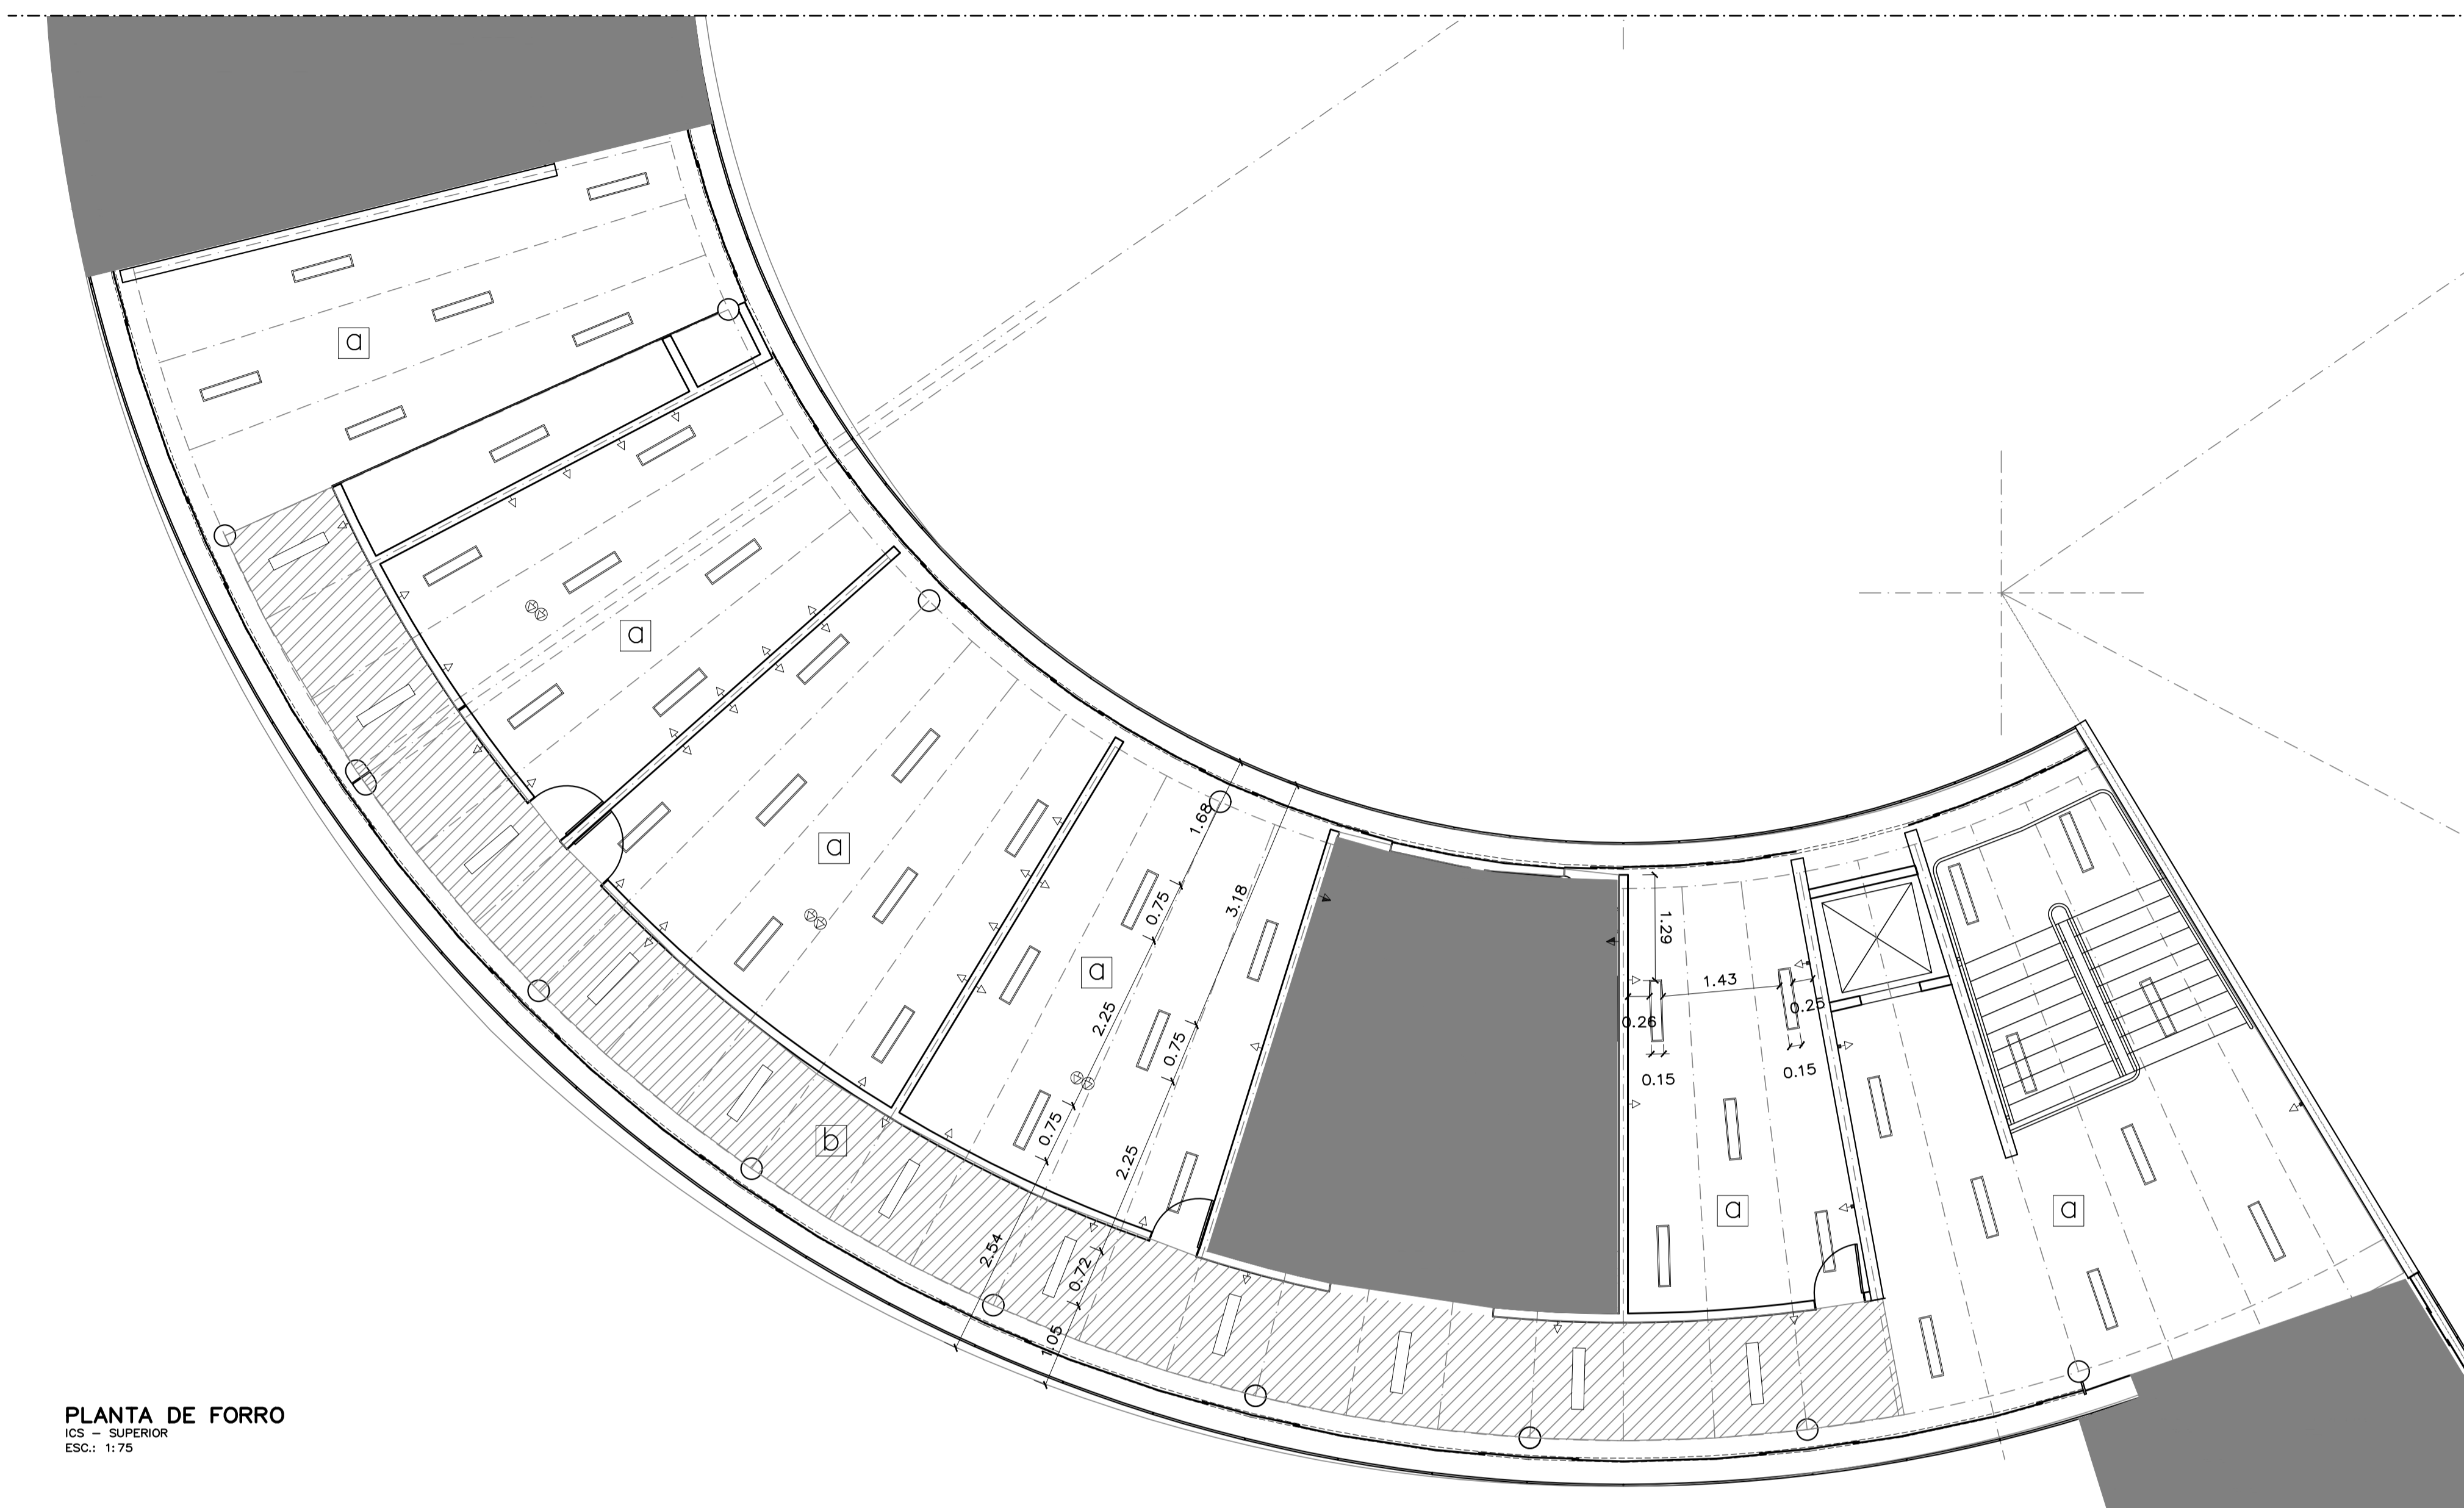 a
a
a
1.68
0.75
3.18
a
2.25
0.75
0.75
2.25
2.54
0.72
1.05
b
1.29
1.43
0.26
0.25
0.15
0.15
a
a
PLANTA DE FORRO
ICS – SUPERIOR
ESC.: 1:75